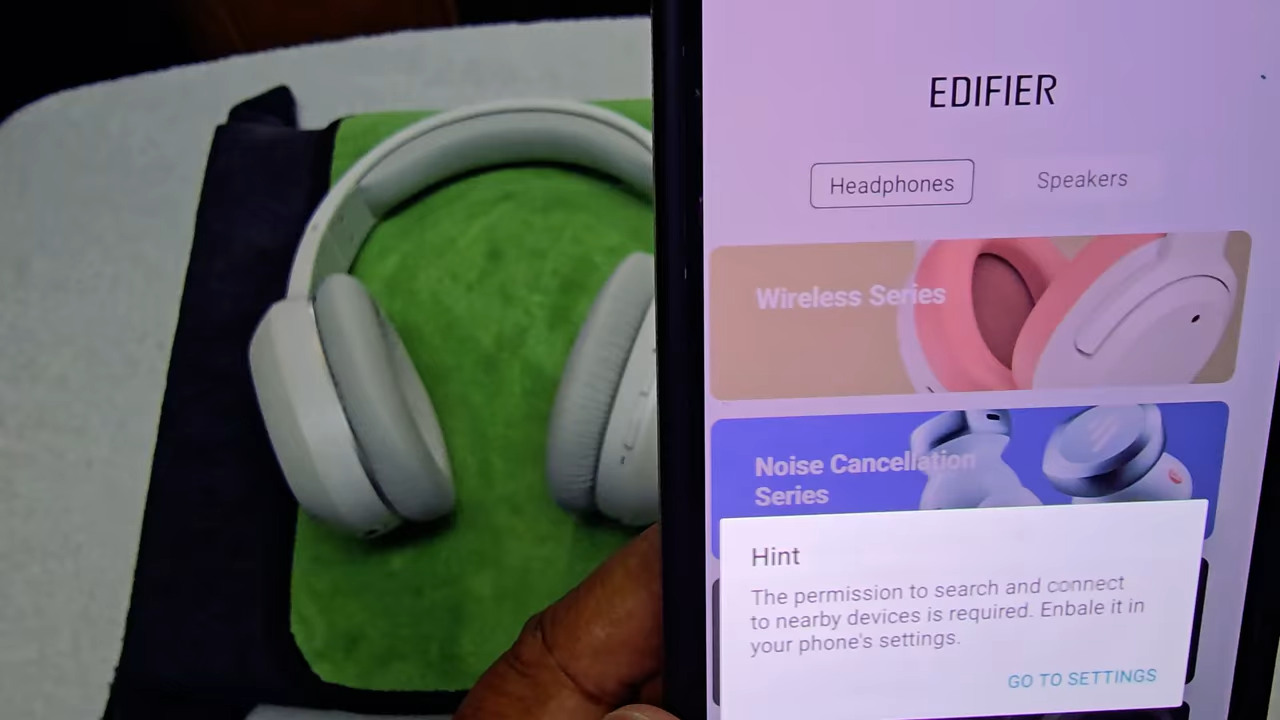 EDIFIER
Headphones
Speakers
Wireless Series
Noise Cancellation
Series
Hint
The permission to search and connect
to nearby devices is required. Enbale it in
your phone's settings.
GO TO SETTINGS